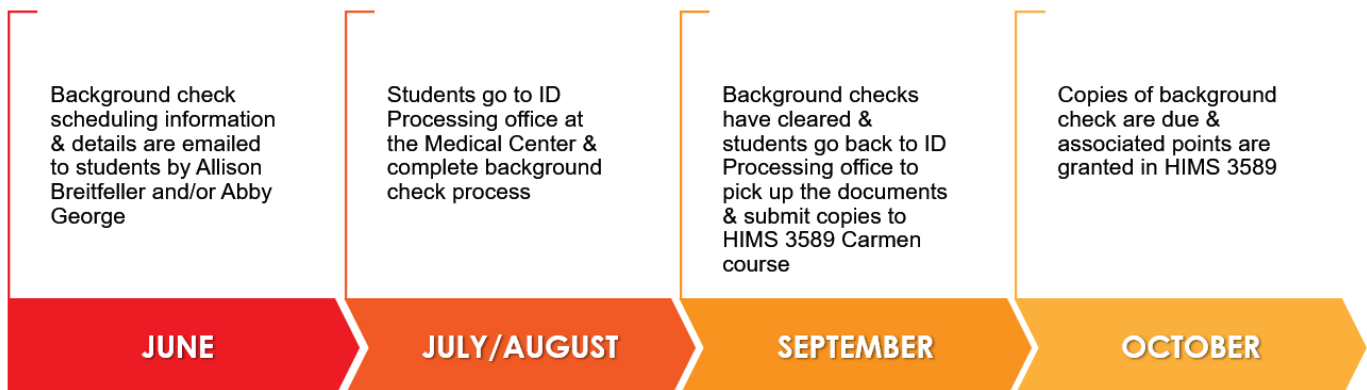 Background check
scheduling information
& details are emailed
to students by Allison
Breitfeller and/or Abby
George
JUNE
Students go to ID
Processing office at
the Medical Center &
complete background
check process
JULY/AUGUST
Background checks
have cleared &
students go back to ID
Processing office to
pick up the documents
& submit copies to
HIMS 3589 Carmen
course
SEPTEMBER
Copies of background
check are due &
associated points are
granted in HIMS 3589
OCTOBER